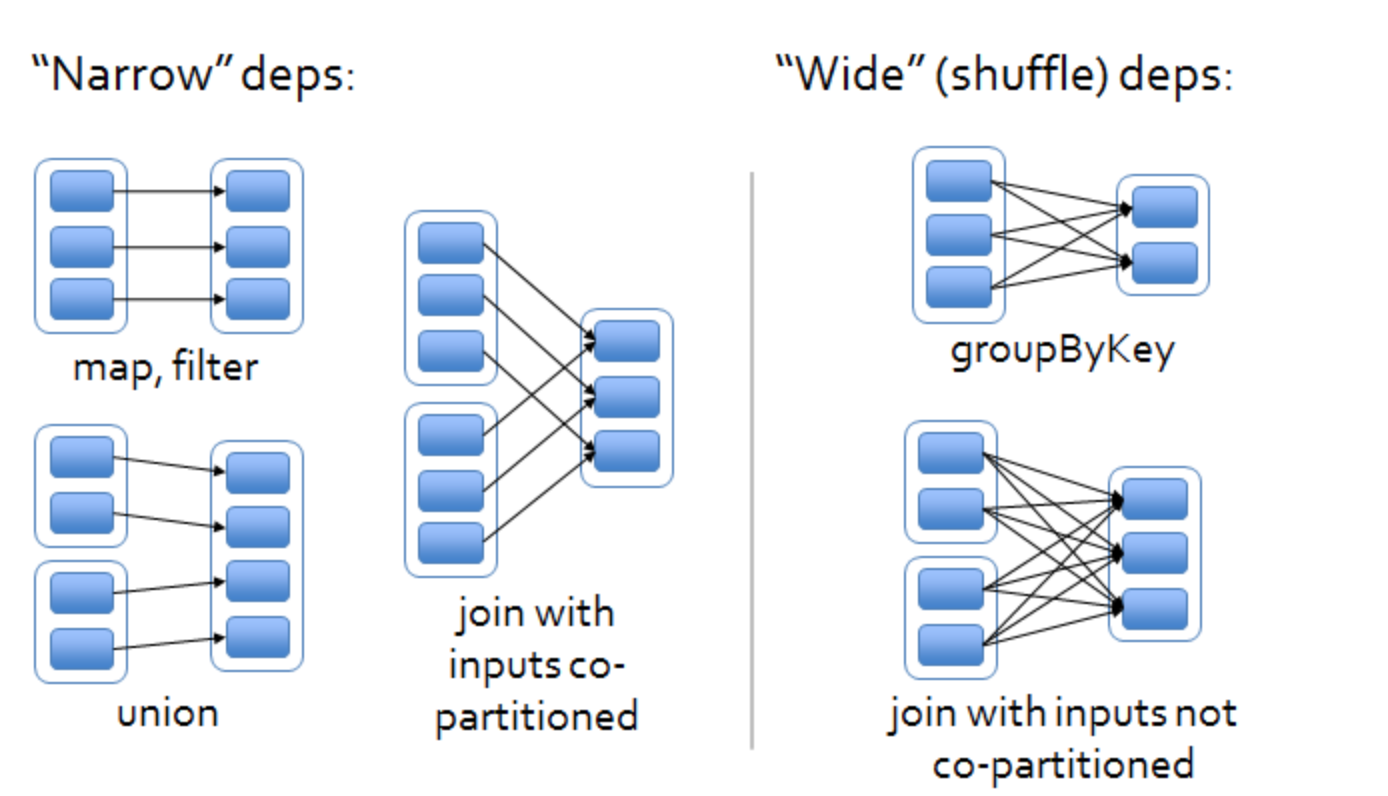 “Narrow” deps:
map, filter
union
join with
inputs co-
partitioned
“Wide” (shuffle) deps:
groupByKey
join with inputs not
co-partitioned